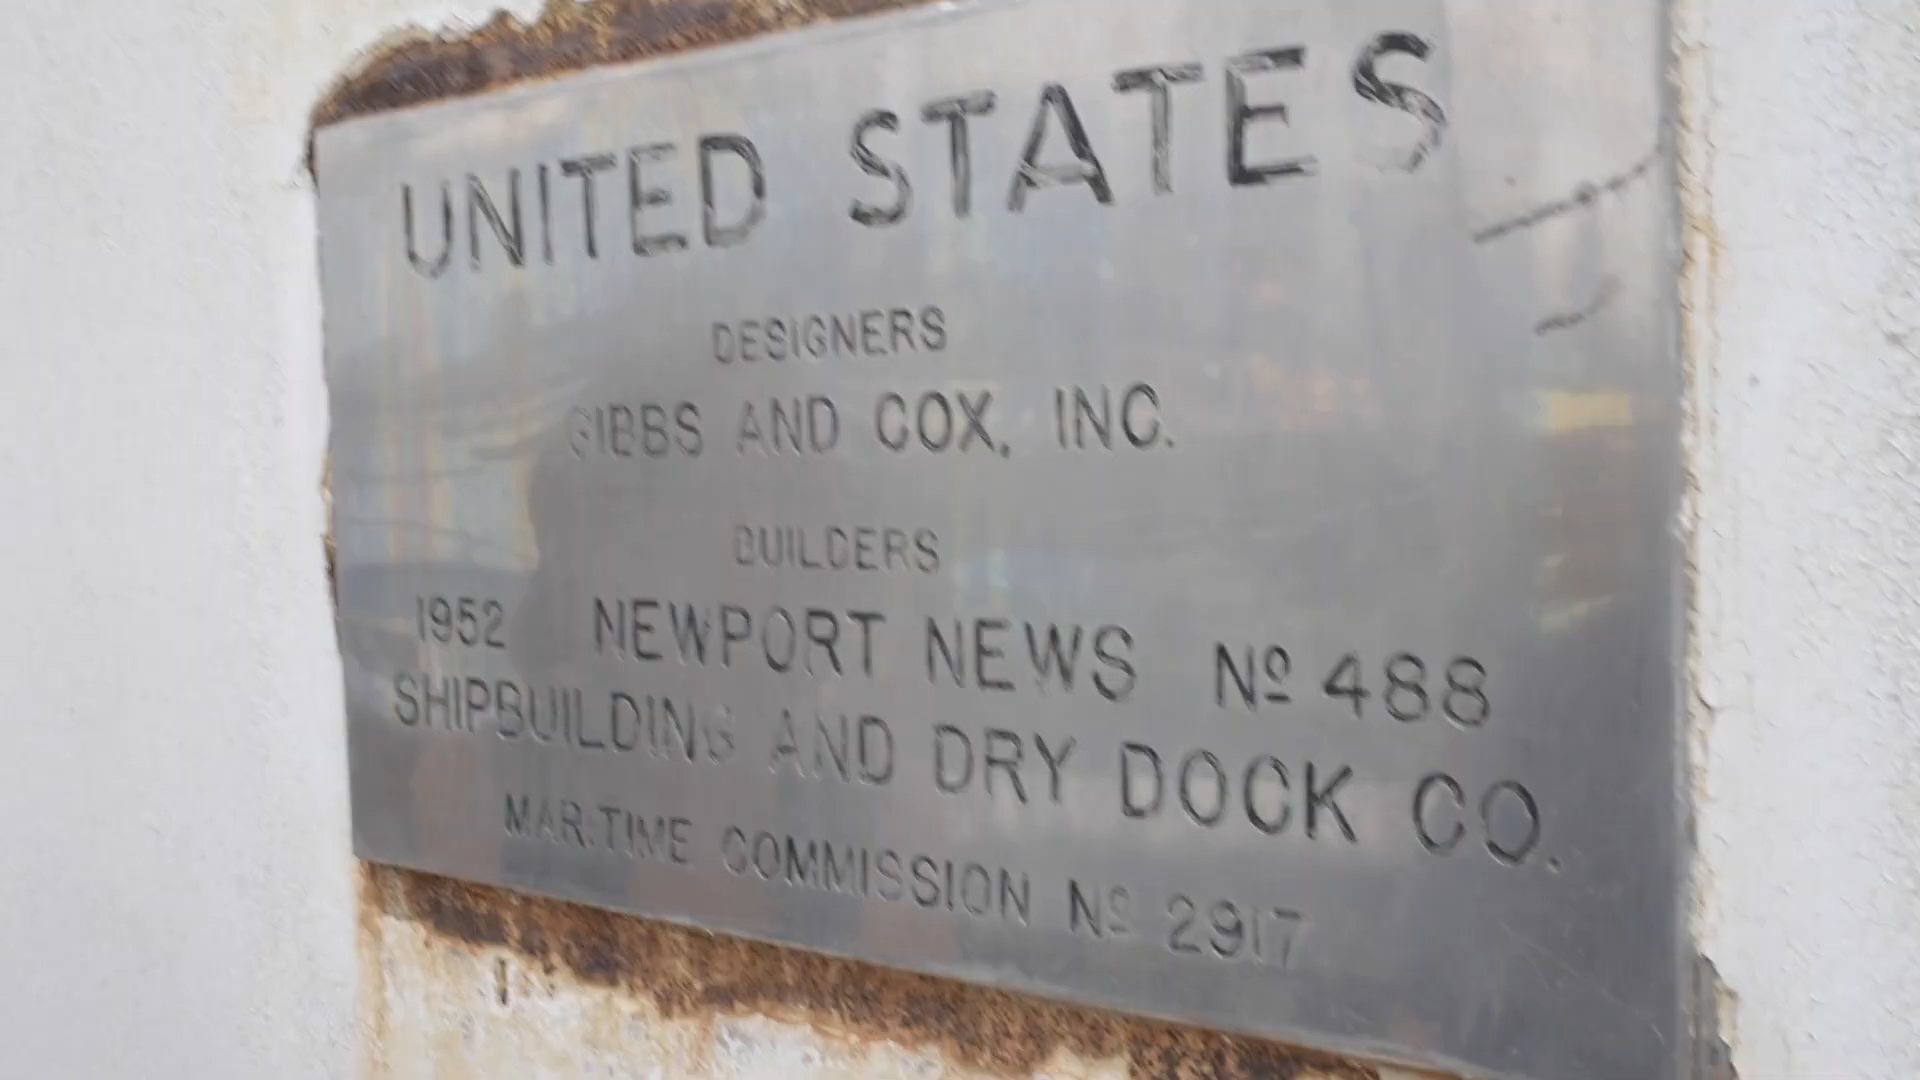 UNITED STATES
DESIGNERS
GIBBS AND COX, INC.
BUILDERS
1952 NEWPORT NEWS Nº 488
SHIPBUILDING AND DRY DOCK CO.
MARITIME COMMISSION Nº 2917